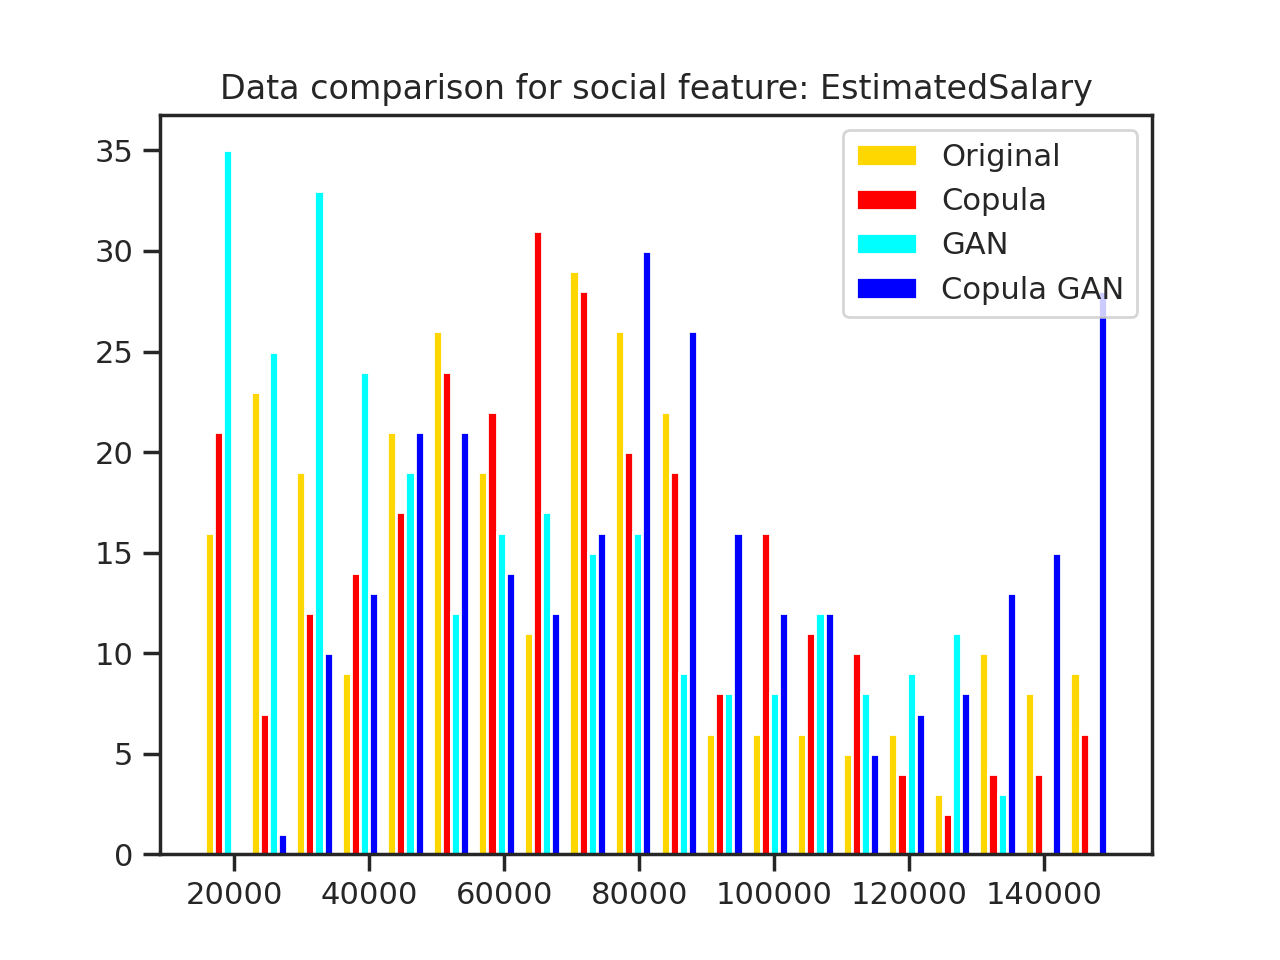 Data comparison for social feature: EstimatedSalary
Original
Copula
GAN
Copula GAN
35
30
25
20
15
10
5
0
20000 40000 60000 80000 100000 120000 140000